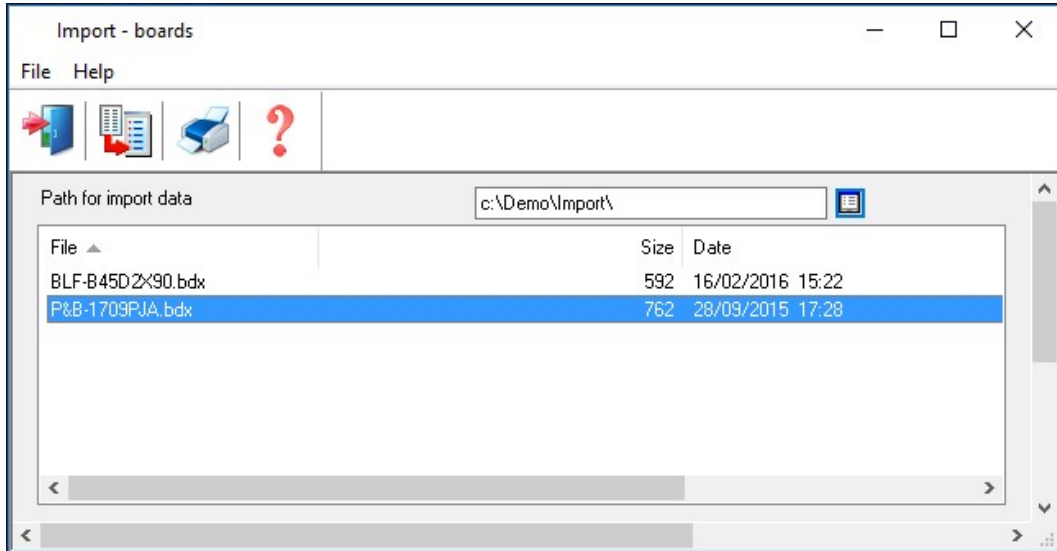 Import - boards
File Help
Path for import data c:\Demo\Import\
File Size Date
BLF-B45D2X90.bdx 592 16/02/2016 15:22
P&B-1709PJA.bdx 762 28/09/2015 17:28